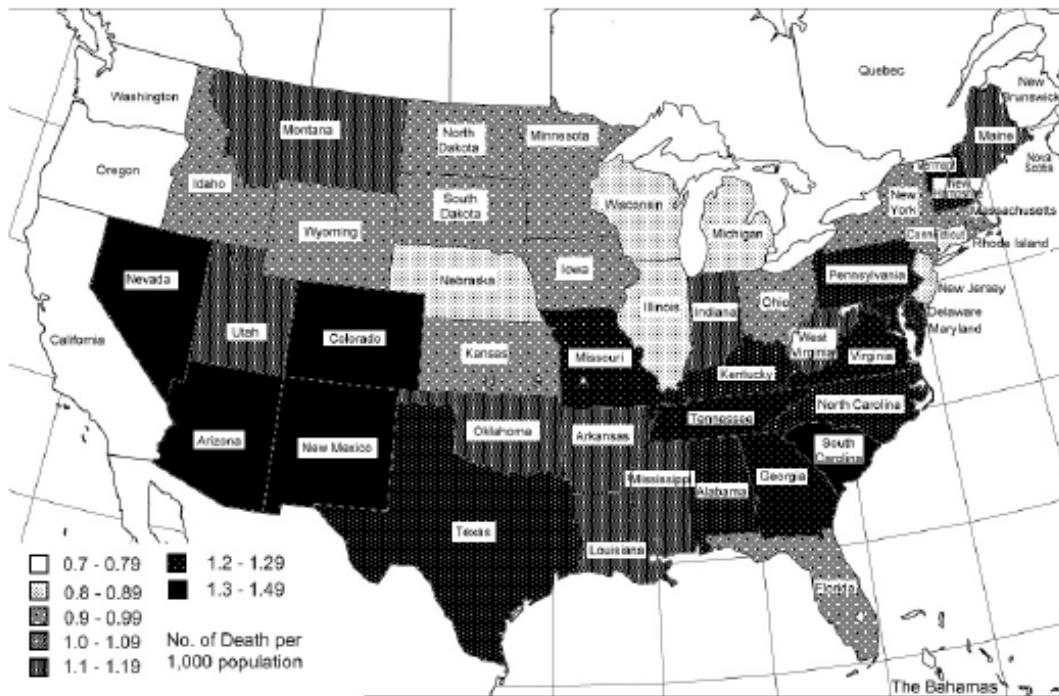 Quebec
New
Brunswick
Washington
Montana
North
Dakota
Minnesota
Maine
Vermont
Nova
Scotia
Oregon
Idaho
South
Dakota
Wisconsin
Michigan
New
York
New
Massachusetts
Connecticut
Rhode Island
Wyoming
Nevada
Nebraska
Iowa
Pennsylvania
New Jersey
Illinois
Indiana
Ohio
Delaware
Maryland
California
Utah
Colorado
Kansas
Missouri
West
Virginia
Virginia
Kentucky
North Carolina
Tennessee
Arizona
New Mexico
Oklahoma
Arkansas
South
Carolina
Mississippi
Alabama
Georgia
Texas
Louisiana
Florida
The Bahamas
0.7 - 0.79
0.8 - 0.89
0.9 - 0.99
1.0 - 1.09
1.1 - 1.19
1.2 - 1.29
1.3 - 1.49
No. of Death per
1,000 population